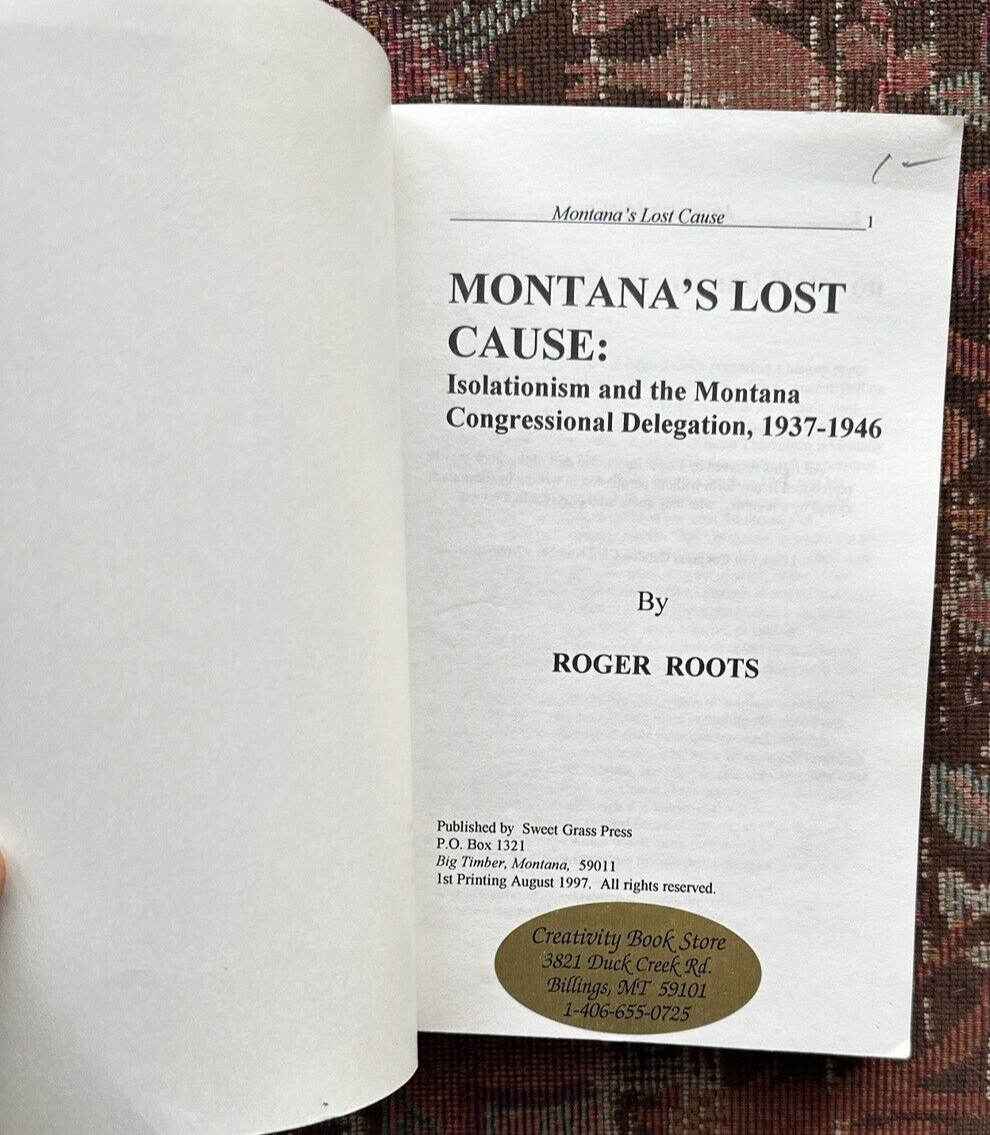 Montana's Lost Cause 1
MONTANA'S LOST
CAUSE:
Isolationism and the Montana
Congressional Delegation, 1937-1946
By
ROGER ROOTS
Published by Sweet Grass Press
P.O. Box 1321
Big Timber, Montana, 59011
1st Printing August 1997. All rights reserved.
Creativity Book Store
3821 Duck Creek Rd.
Billings, MT 59101
1-406-655-0725